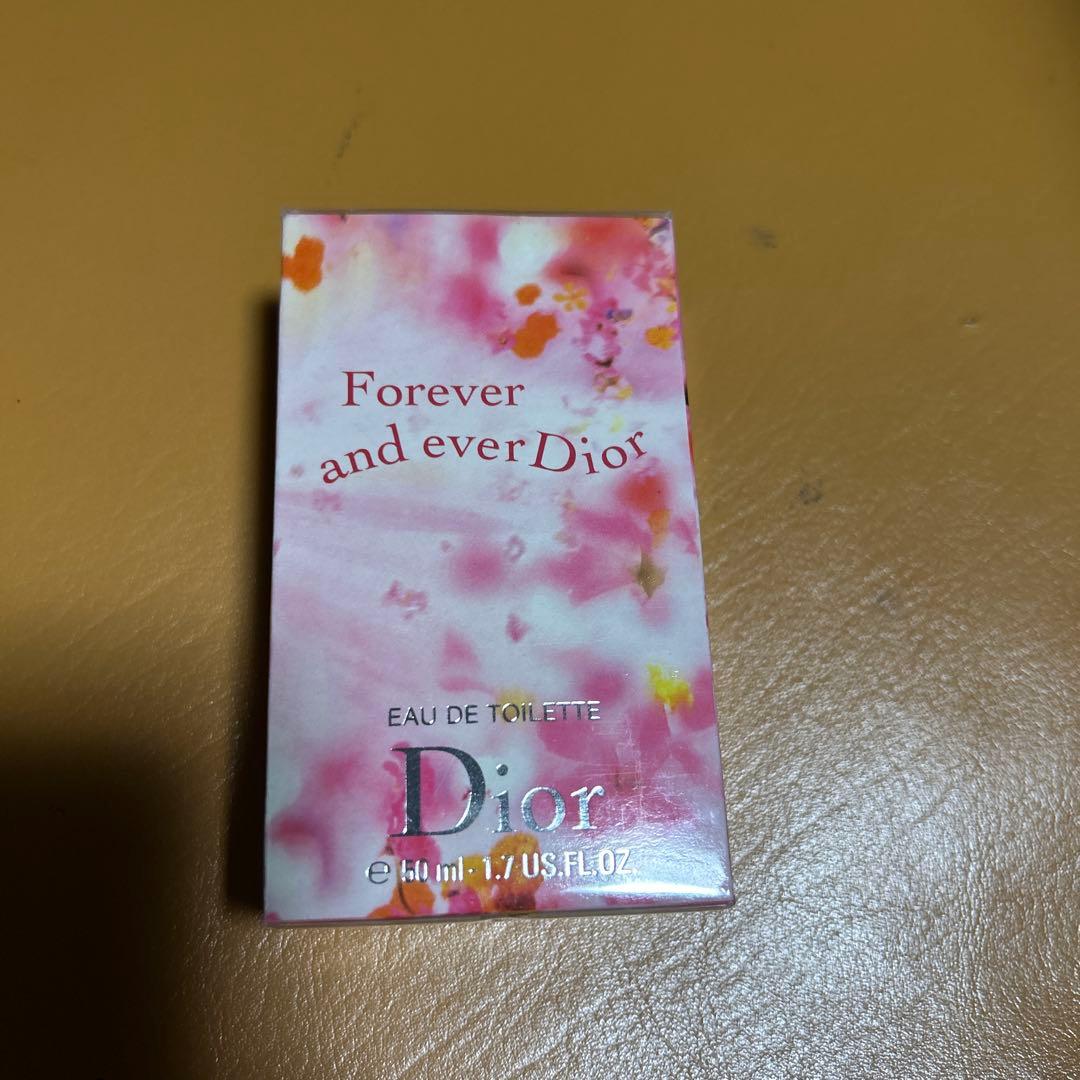 Forever
and ever Dior
EAU DE TOILETTE
Dior
℮ 50 ml - 1.7 US.FL.OZ.